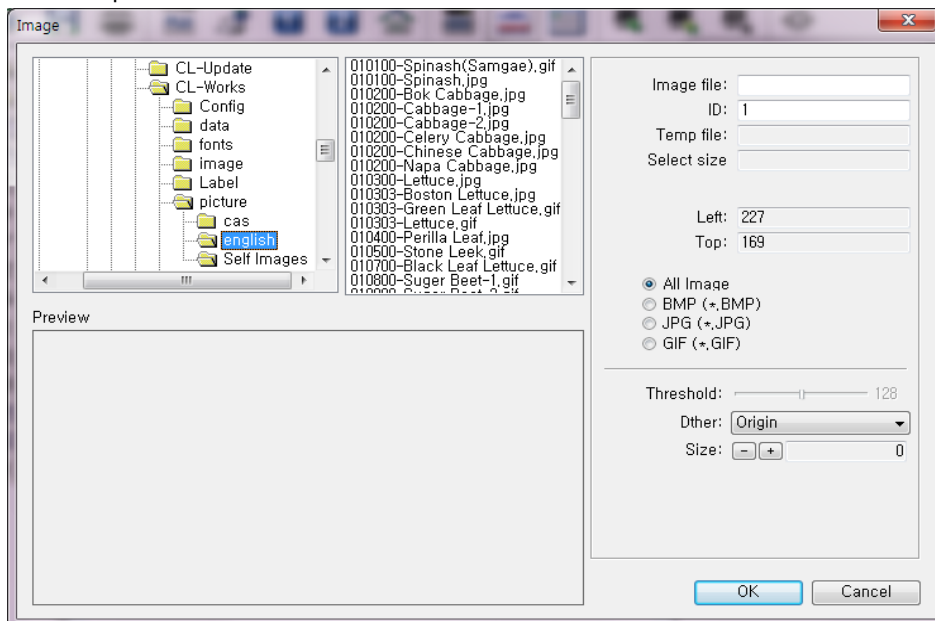 Image
CL-Update
CL-Works
Config
data
fonts
image
Label
picture
cas
english
Self Images
010100-Spinash(Samgae).gif
010100-Spinash.jpg
010200-Bok Cabbage.jpg
010200-Cabbage-1.jpg
010200-Cabbage-2.jpg
010200-Celery Cabbage.jpg
010200-Chinese Cabbage.jpg
010200-Napa Cabbage.jpg
010300-Lettuce.jpg
010303-Boston Lettuce.jpg
010303-Green Leaf Lettuce.gif
010303-Lettuce.gif
010400-Perilla Leaf.jpg
010500-Stone Leek.gif
010700-Black Leaf Lettuce.gif
010800-Suger Beet-1.gif
Image file:
ID: 1
Temp file:
Select size
Left: 227
Top: 169
All Image
BMP (*.BMP)
JPG (*.JPG)
GIF (*.GIF)
Threshold: 128
Dther: Origin
Size: - + 0
Preview
OK Cancel